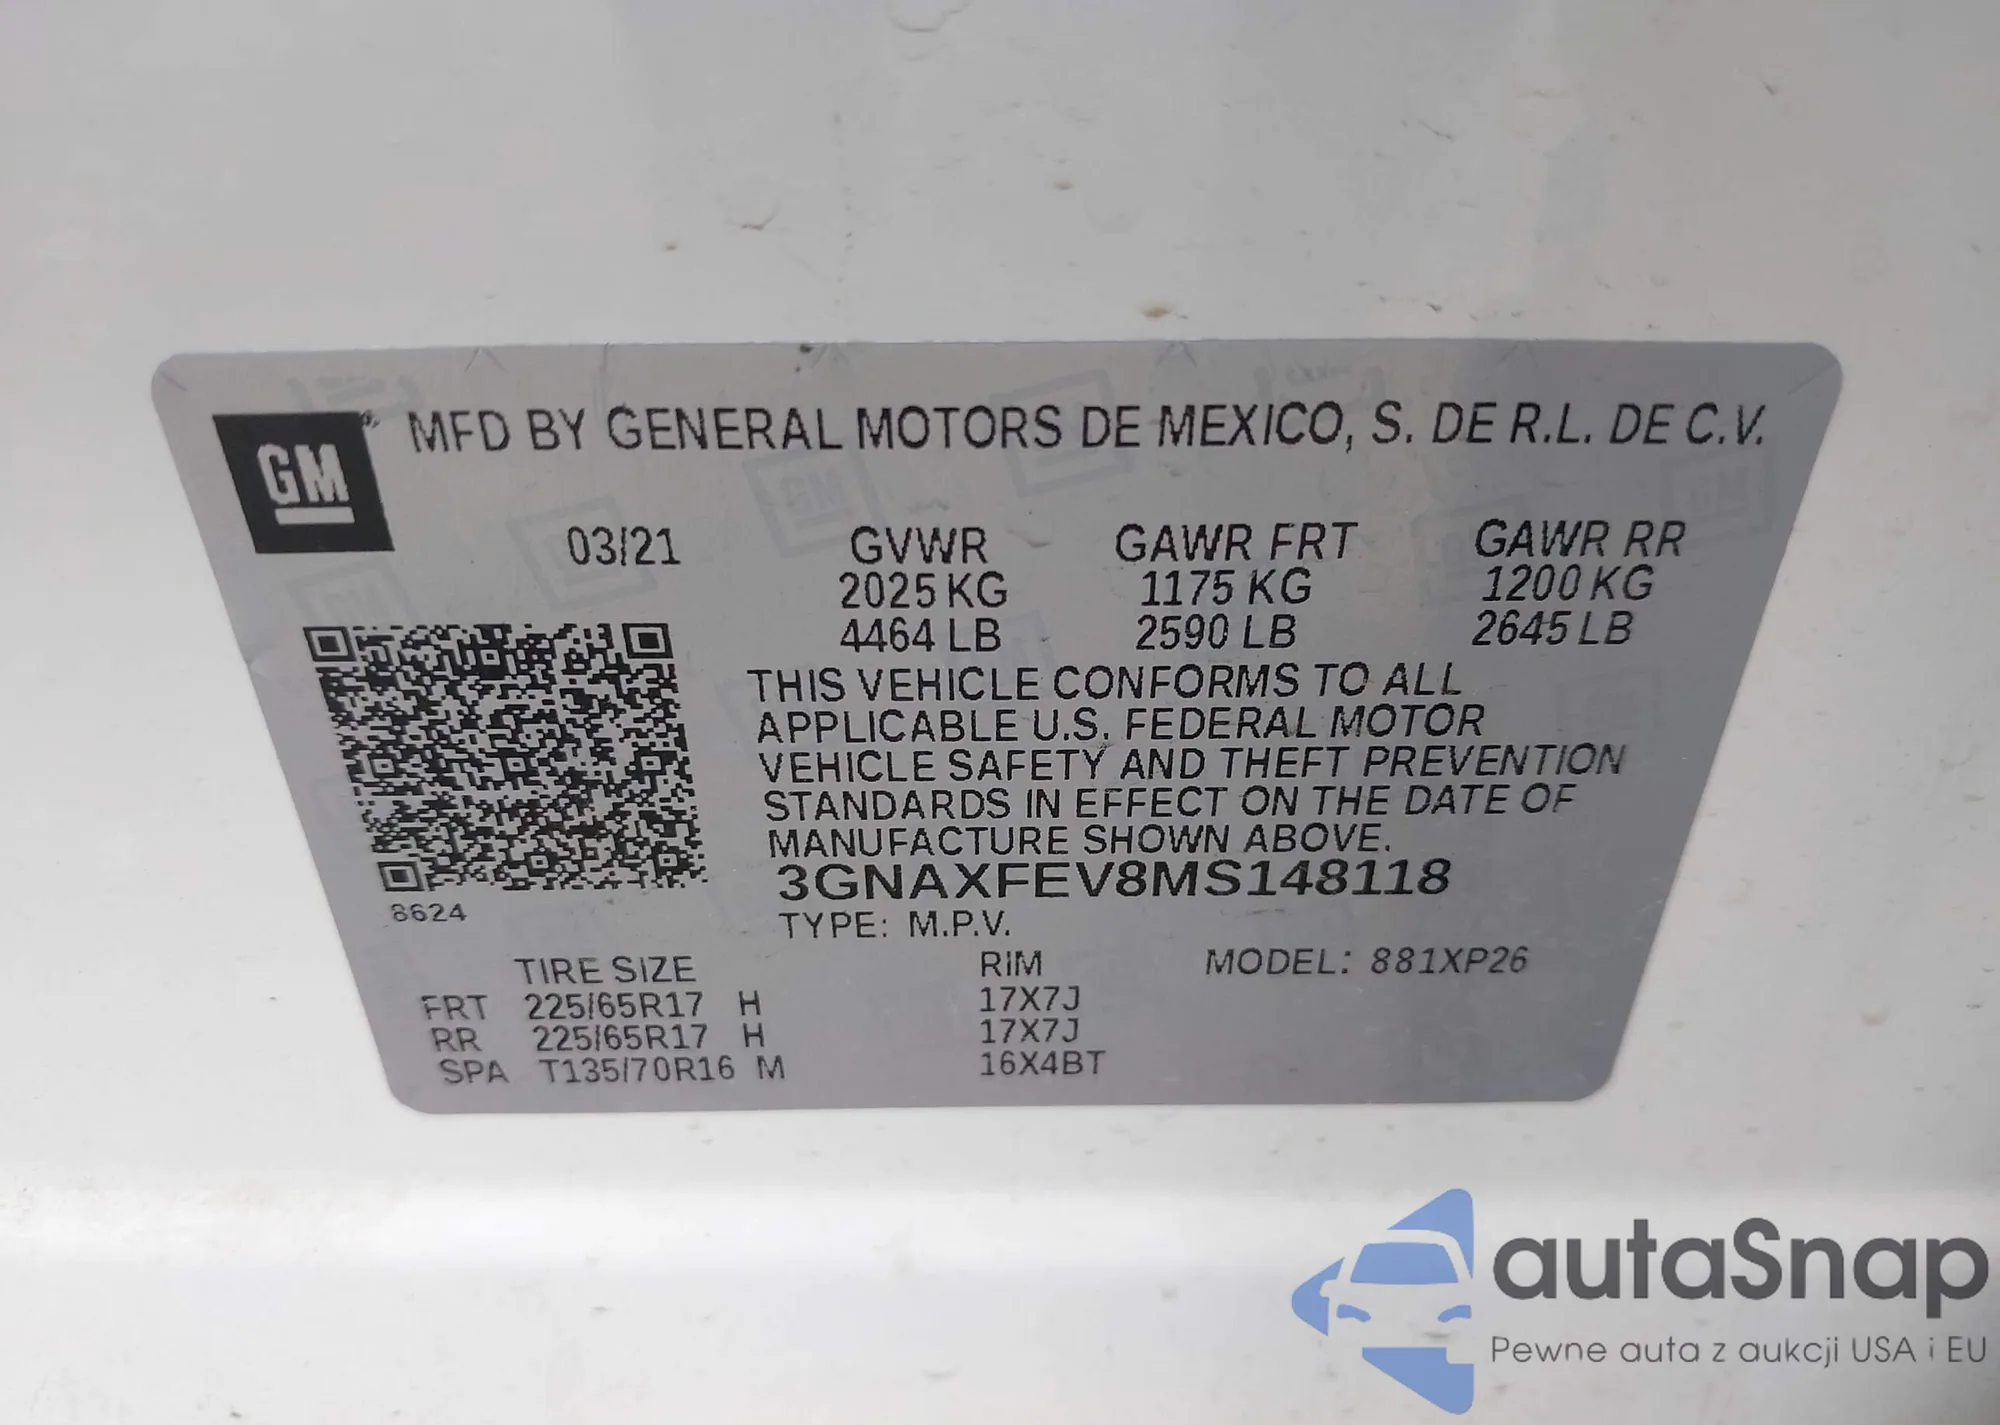 GM
MFD BY GENERAL MOTORS DE MEXICO, S. DE R.L. DE C.V.
03/21 GVWR GAWR FRT GAWR RR
2025 KG 1175 KG 1200 KG
4464 LB 2590 LB 2645 LB
THIS VEHICLE CONFORMS TO ALL
APPLICABLE U.S. FEDERAL MOTOR
VEHICLE SAFETY AND THEFT PREVENTION
STANDARDS IN EFFECT ON THE DATE OF
MANUFACTURE SHOWN ABOVE.
3GNAXFEV8MS148118
8624
TYPE: M.P.V.
TIRE SIZE RIM MODEL: 881XP26
FRT 225/65R17 H 17X7J
RR 225/65R17 H 17X7J
SPA T135/70R16 M 16X4BT
autaSnap
Pewne auta z aukcji USA i EU